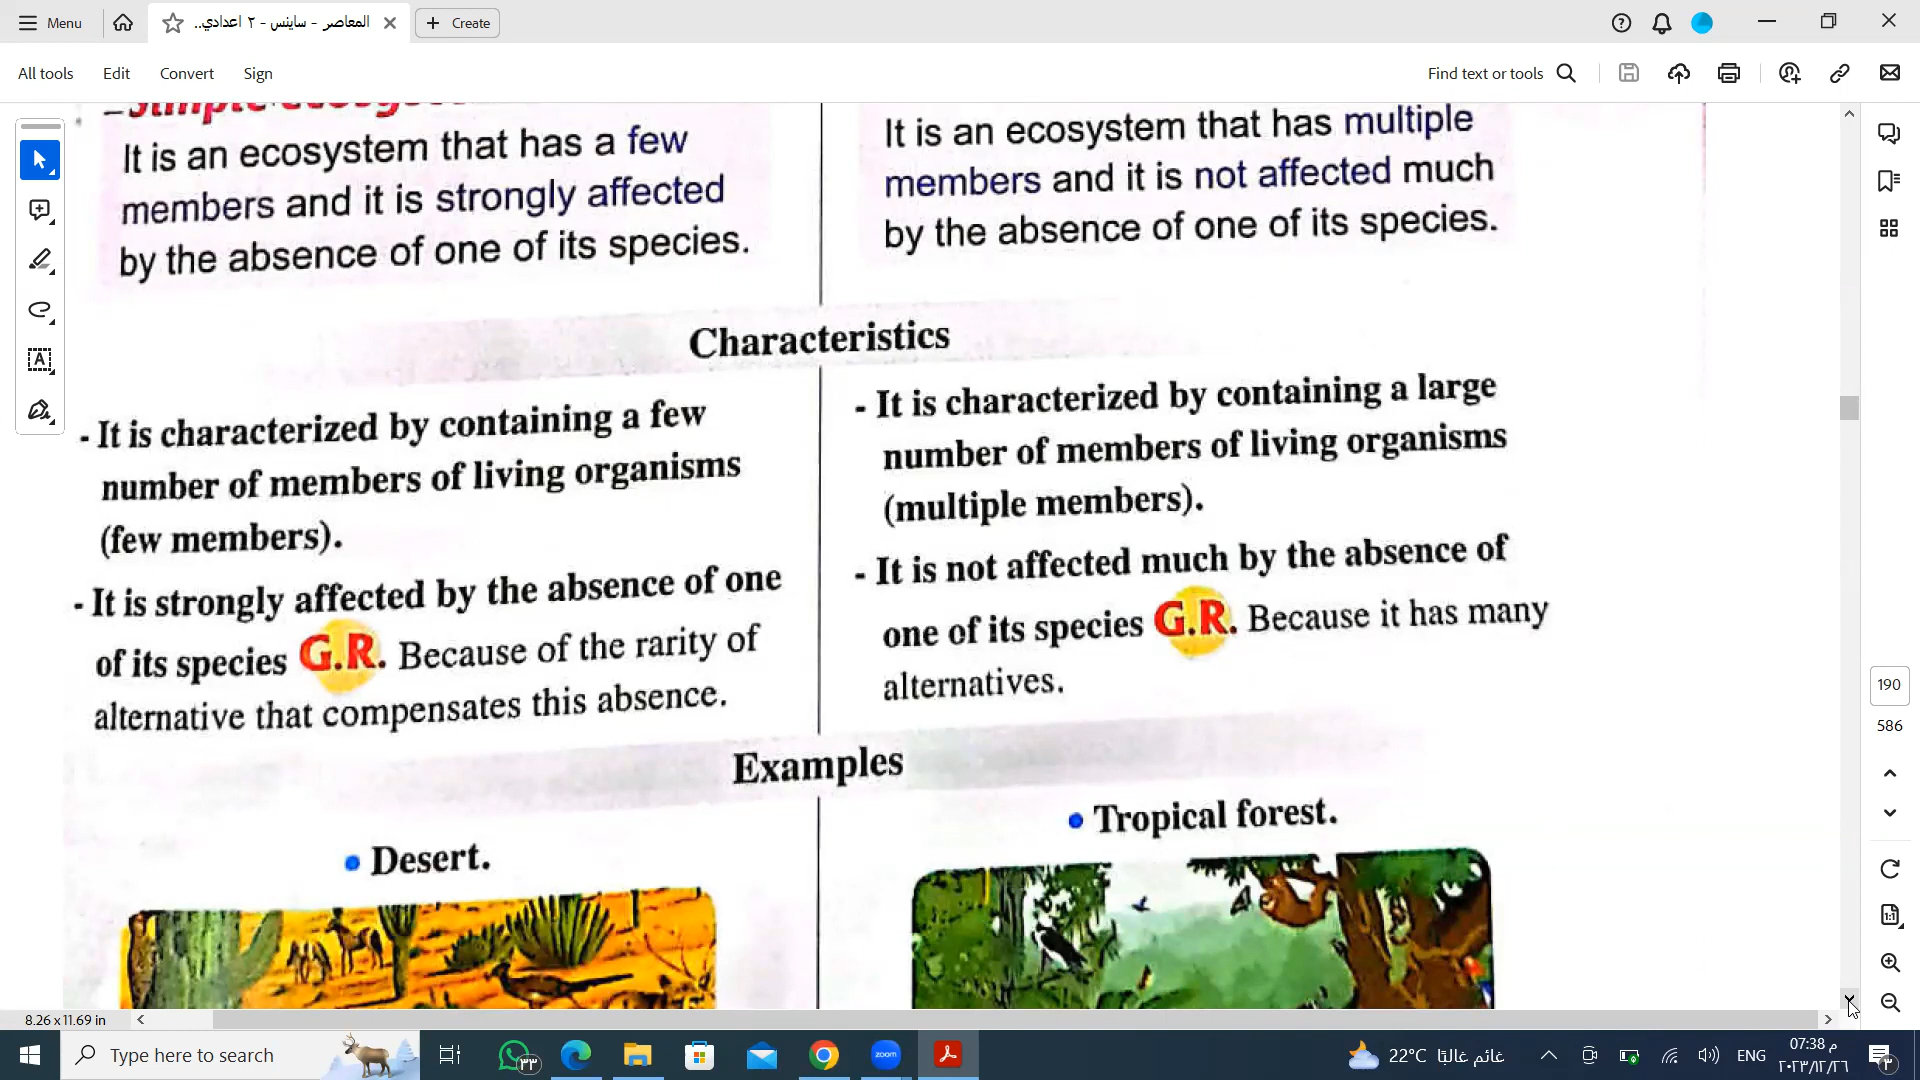 Menu
المعاصر - ساينس - ٢ اعدادي..
Create
All tools
Edit
Convert
Sign
Find text or tools
It is an ecosystem that has a few
members and it is strongly affected
by the absence of one of its species.
It is an ecosystem that has multiple
members and it is not affected much
by the absence of one of its species.
Characteristics
- It is characterized by containing a few
number of members of living organisms
(few members).
- It is strongly affected by the absence of one
of its species G.R. Because of the rarity of
alternative that compensates this absence.
- It is characterized by containing a large
number of members of living organisms
(multiple members).
- It is not affected much by the absence of
one of its species G.R. Because it has many
alternatives.
Examples
• Desert.
• Tropical forest.
190
586
8.26 x 11.69 in
Type here to search
٣٣
zoom
22°C غائم غالبًا
ENG
07:38 م
٢٠٢٣/١٢/٢٦
٣